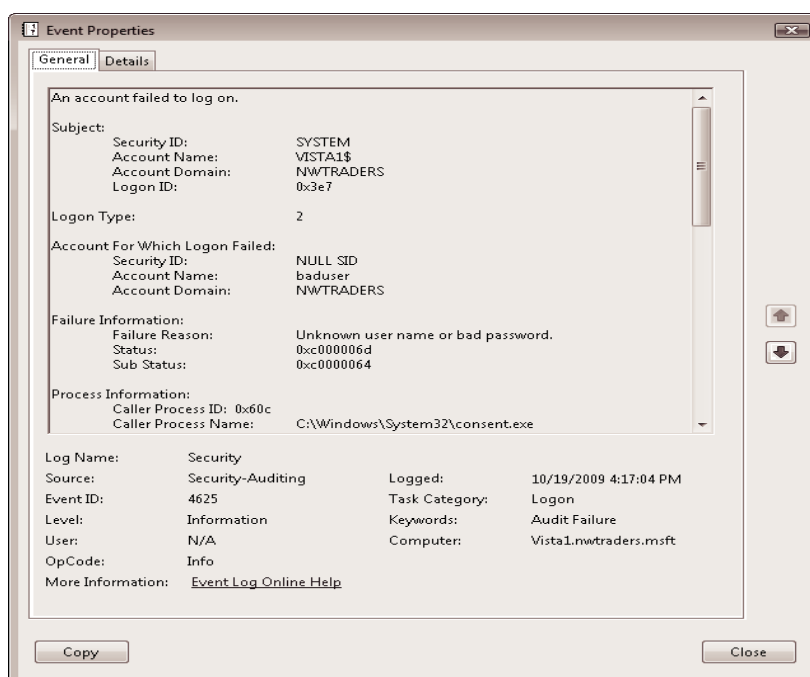 Event Properties
General Details
An account failed to log on.
Subject:
Security ID: SYSTEM
Account Name: VISTA1$
Account Domain: NWTRADERS
Logon ID: 0x3e7
Logon Type: 2
Account For Which Logon Failed:
Security ID: NULL SID
Account Name: baduser
Account Domain: NWTRADERS
Failure Information:
Failure Reason: Unknown user name or bad password.
Status: 0xc000006d
Sub Status: 0xc0000064
Process Information:
Caller Process ID: 0x60c
Caller Process Name: C:\Windows\System32\consent.exe
Log Name: Security
Source: Security-Auditing Logged: 10/19/2009 4:17:04 PM
Event ID: 4625 Task Category: Logon
Level: Information Keywords: Audit Failure
User: N/A Computer: Vista1.nwtraders.msft
OpCode: Info
More Information: Event Log Online Help
Copy Close